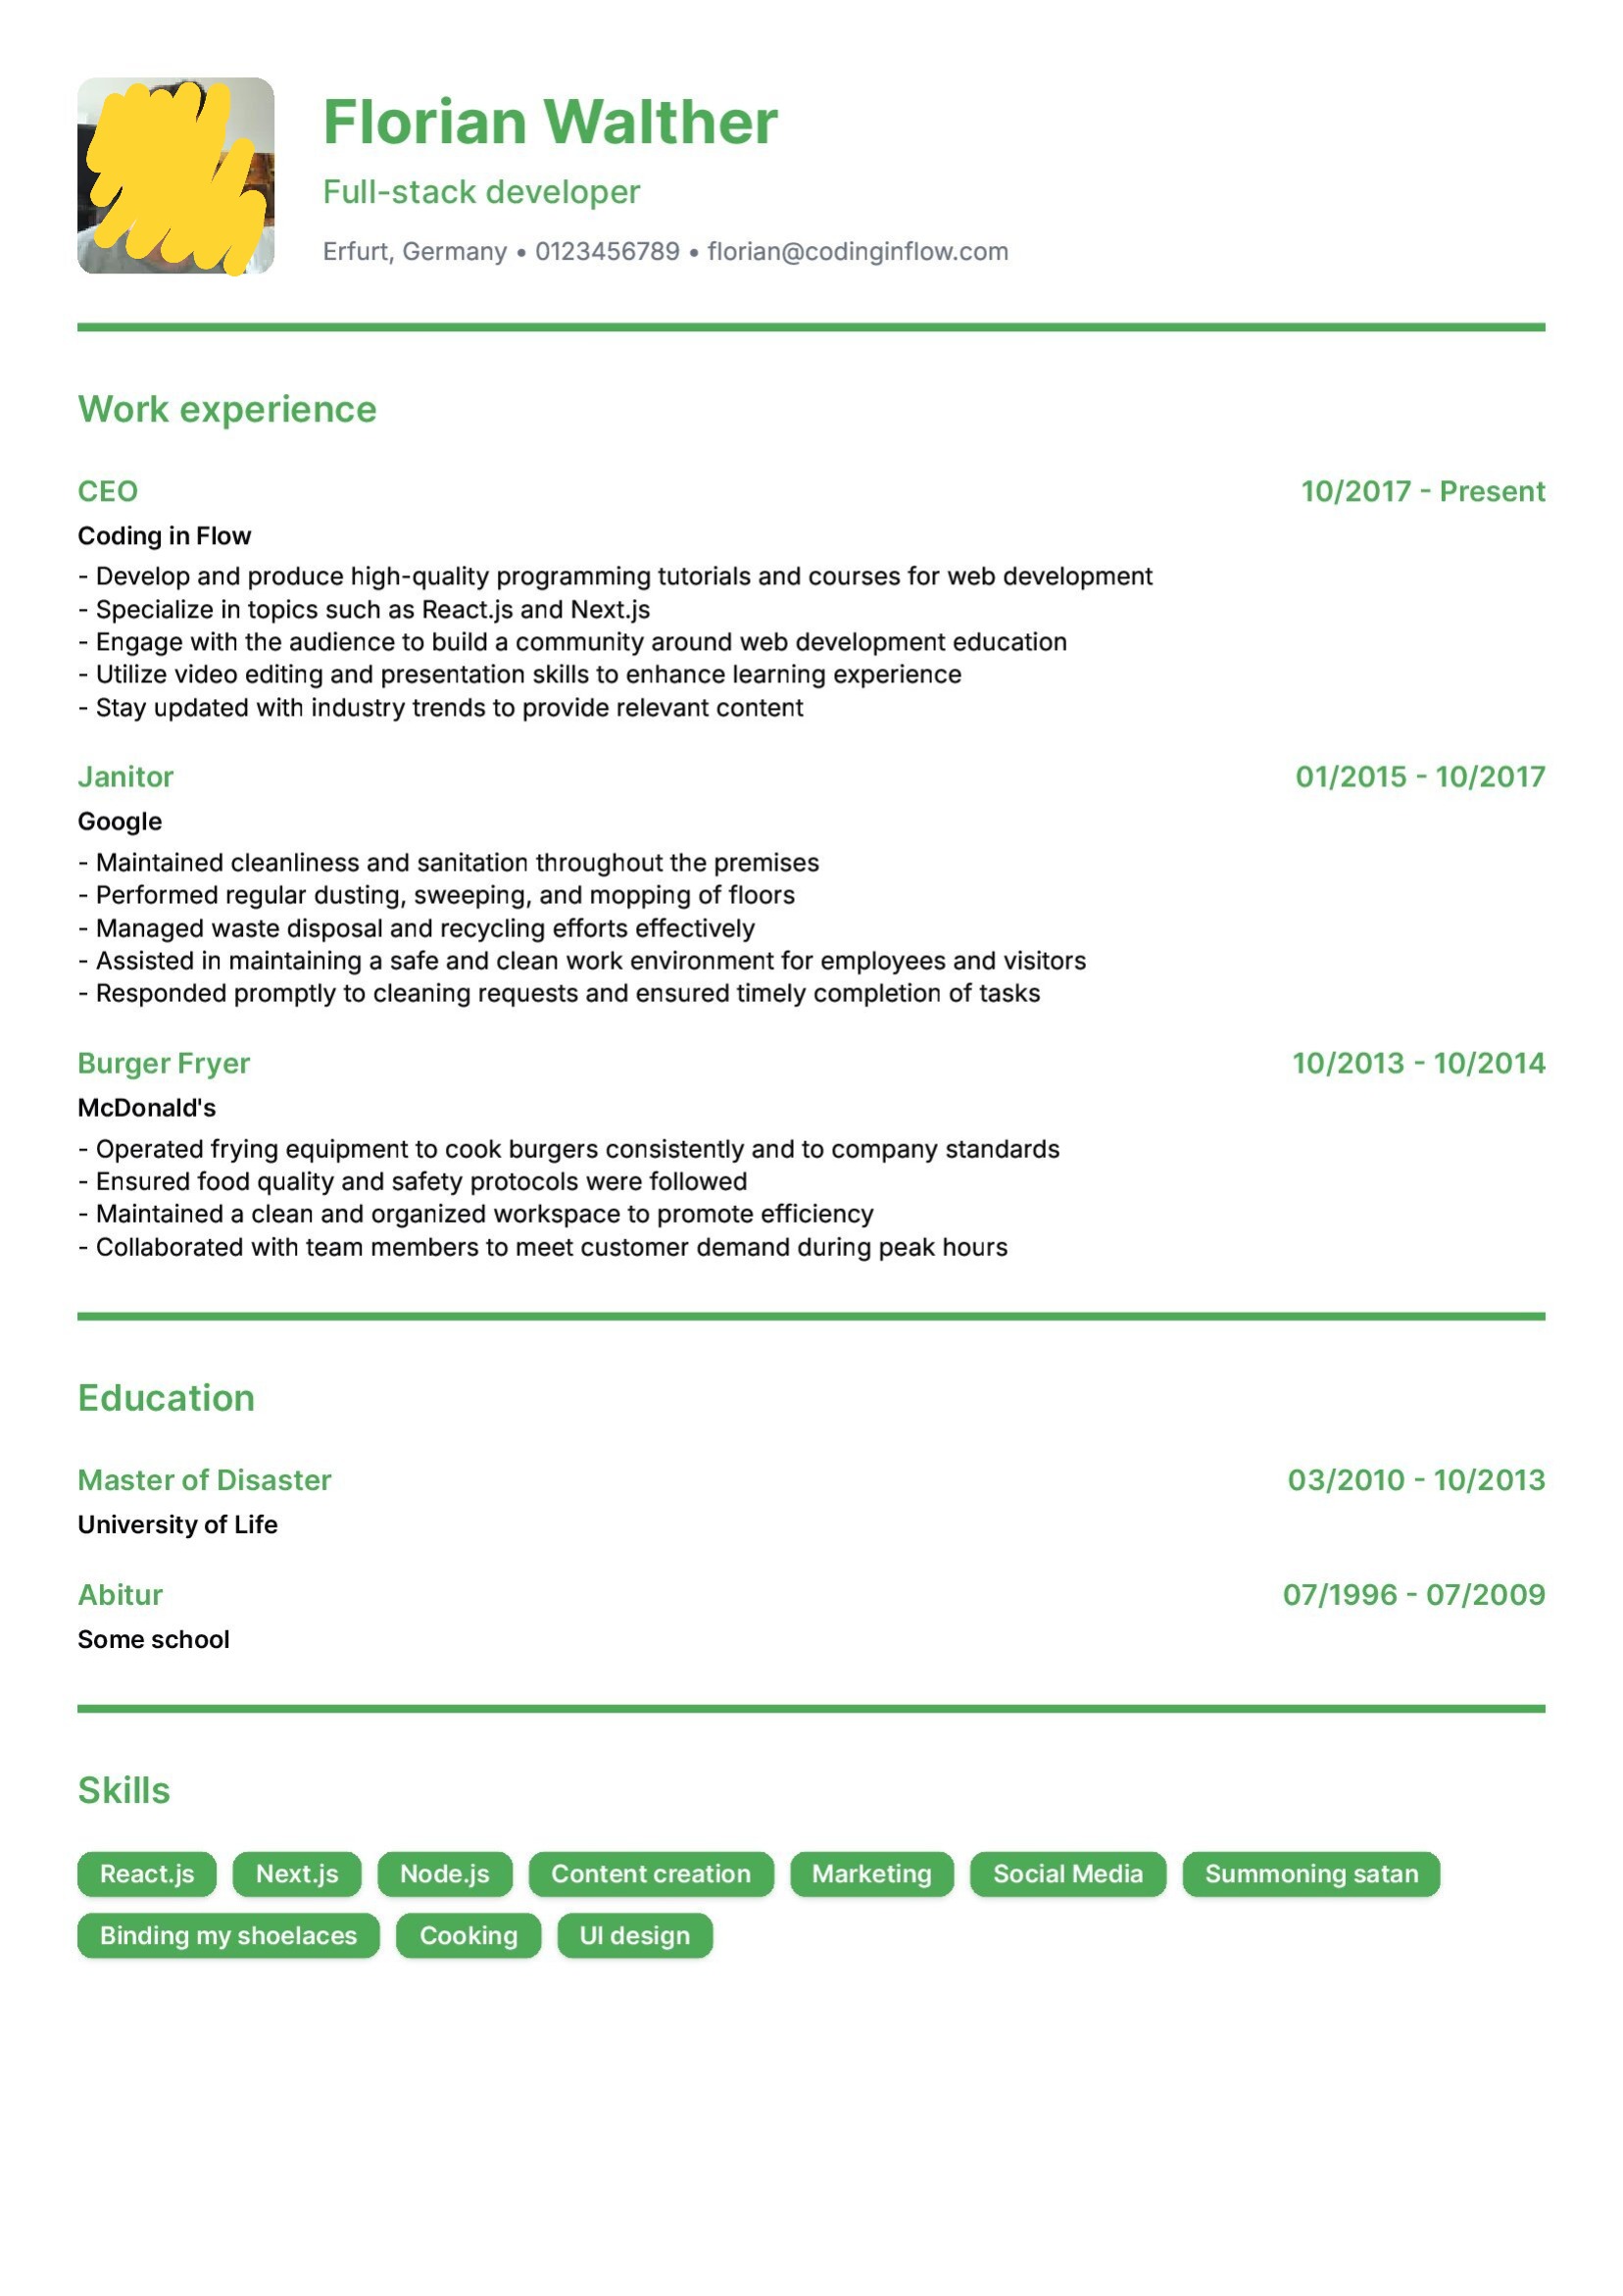 Florian Walther
Full-stack developer
Erfurt, Germany • 0123456789 • florian@codinginflow.com
Work experience
CEO 10/2017 - Present
Coding in Flow
- Develop and produce high-quality programming tutorials and courses for web development
- Specialize in topics such as React.js and Next.js
- Engage with the audience to build a community around web development education
- Utilize video editing and presentation skills to enhance learning experience
- Stay updated with industry trends to provide relevant content
Janitor 01/2015 - 10/2017
Google
- Maintained cleanliness and sanitation throughout the premises
- Performed regular dusting, sweeping, and mopping of floors
- Managed waste disposal and recycling efforts effectively
- Assisted in maintaining a safe and clean work environment for employees and visitors
- Responded promptly to cleaning requests and ensured timely completion of tasks
Burger Fryer 10/2013 - 10/2014
McDonald's
- Operated frying equipment to cook burgers consistently and to company standards
- Ensured food quality and safety protocols were followed
- Maintained a clean and organized workspace to promote efficiency
- Collaborated with team members to meet customer demand during peak hours
Education
Master of Disaster 03/2010 - 10/2013
University of Life
Abitur 07/1996 - 07/2009
Some school
Skills
React.js Next.js Node.js Content creation Marketing Social Media Summoning satan
Binding my shoelaces Cooking UI design